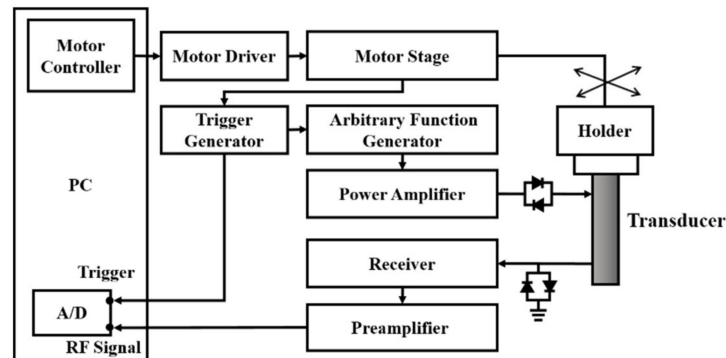 Motor
Controller
Motor Driver
Motor Stage
Trigger
Generator
Arbitrary Function
Generator
Holder
PC
Power Amplifier
Transducer
Receiver
Trigger
A/D
Preamplifier
RF Signal